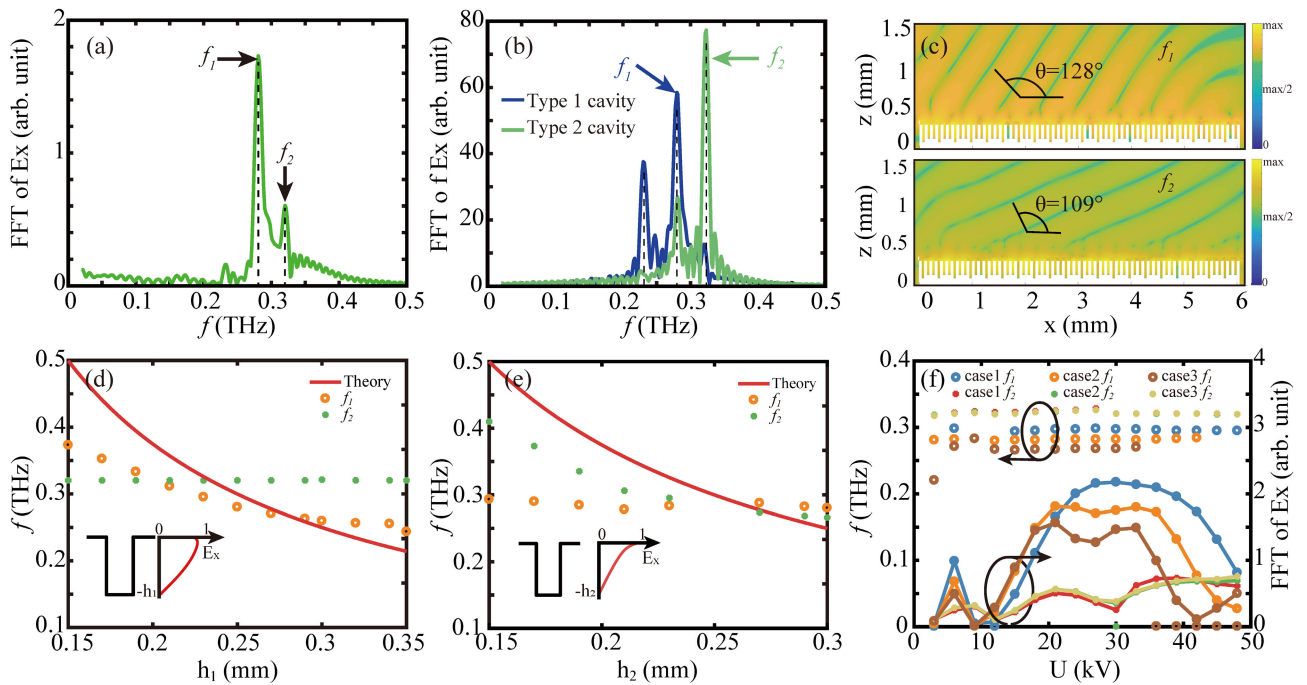 (a)
FFT of Ex (arb. unit)
2
1
0
f1
f2
0 0.1 0.2 0.3 0.4 0.5
f (THz)
(b)
FFT o f Ex (arb. unit)
80
60
40
20
0
f1
f2
Type 1 cavity
Type 2 cavity
0.1 0.2 0.3 0.4 0.5
f (THz)
(c)
z (mm)
1.5
1
0.5
0
θ=128°
f1
max
max/2
0
z (mm)
1.5
1
0.5
0
θ=109°
f2
max
max/2
0
0 1 2 3 4 5 6
x (mm)
(d)
f (THz)
0.5
0.4
0.3
0.2
0.1
Theory
f1
f2
0 1
Ex
-h1
0.15 0.2 0.25 0.3 0.35
h1 (mm)
(e)
f (THz)
0.5
0.4
0.3
0.2
0.1
Theory
f1
f2
0 1
Ex
-h2
0.15 0.2 0.25 0.3
h2 (mm)
(f)
f (THz)
0.5
0.4
0.3
0.2
0.1
0
case1 f1 case2 f1 case3 f1
case1 f2 case2 f2 case3 f2
4
3
2
1
0
FFT of Ex (arb. unit)
0 10 20 30 40 50
U (kV)